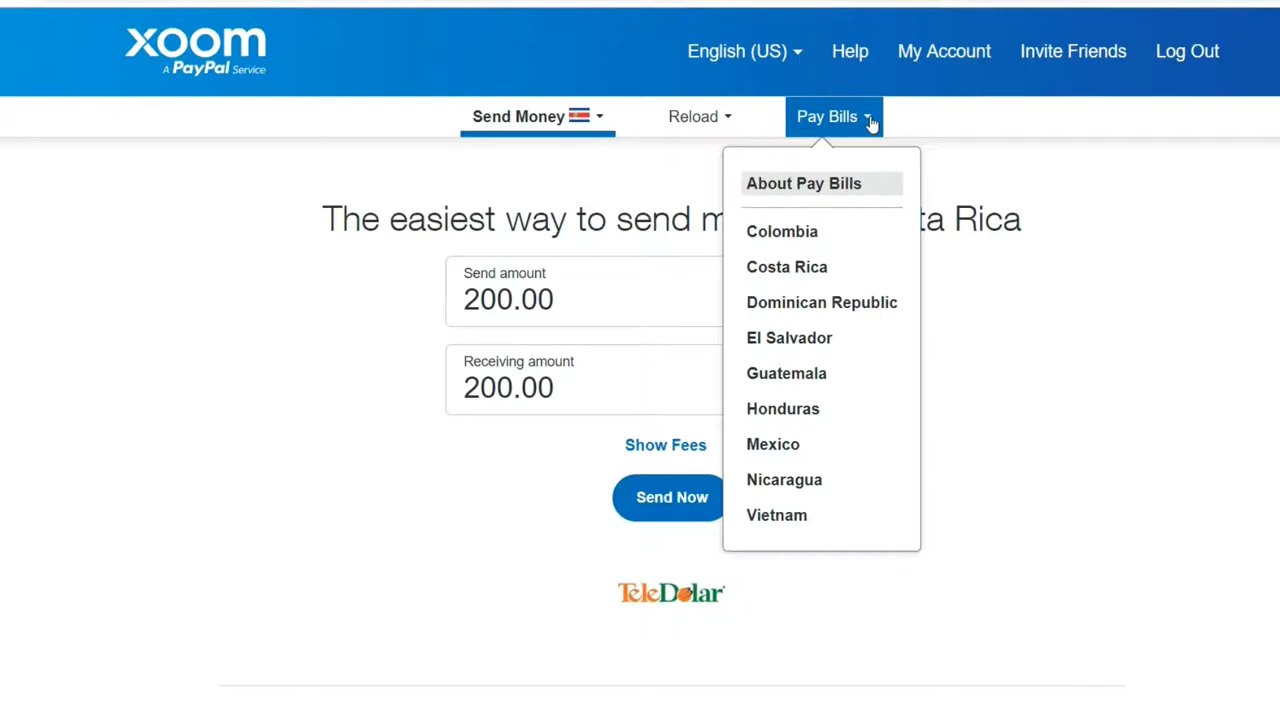 xoom
A PayPal Service
English (US) Help My Account Invite Friends Log Out
Send Money Reload Pay Bills
About Pay Bills
Colombia
Costa Rica
Dominican Republic
El Salvador
Guatemala
Honduras
Mexico
Nicaragua
Vietnam
The easiest way to send m ta Rica
Send amount
200.00
Receiving amount
200.00
Show Fees
Send Now
TeleDolar